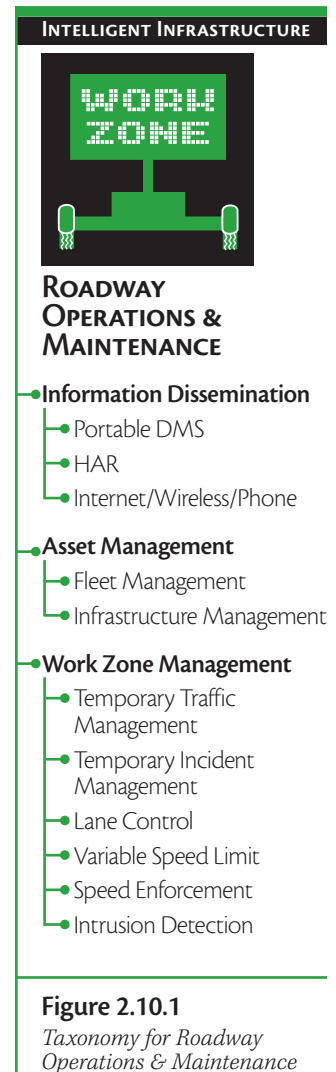 INTELLIGENT INFRASTRUCTURE
WORK
ZONE
ROADWAY
OPERATIONS &
MAINTENANCE
Information Dissemination
Portable DMS
HAR
Internet/Wireless/Phone
Asset Management
Fleet Management
Infrastructure Management
Work Zone Management
Temporary Traffic
Management
Temporary Incident
Management
Lane Control
Variable Speed Limit
Speed Enforcement
Intrusion Detection
Figure 2.10.1
Taxonomy for Roadway
Operations & Maintenance